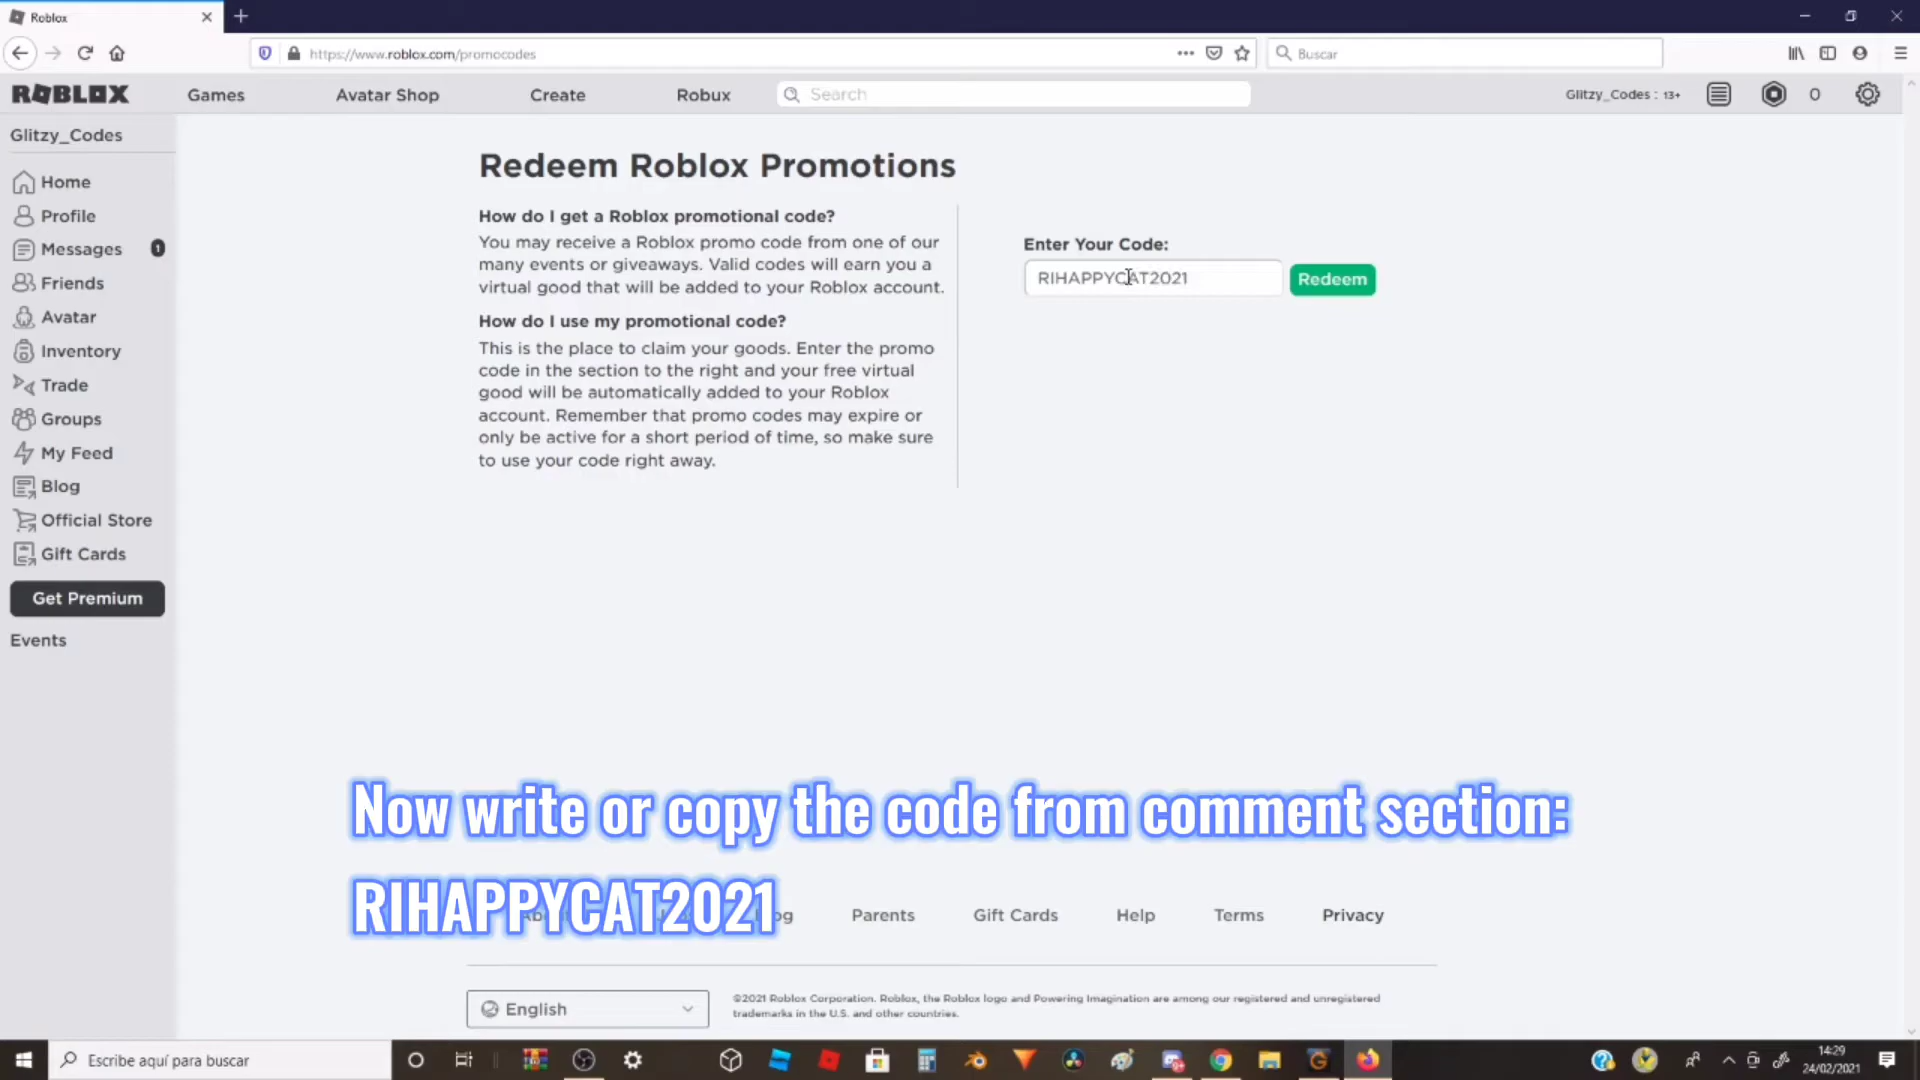 Roblox
https://www.roblox.com/promocodes
Buscar
ROBLOX
Games
Avatar Shop
Create
Robux
Search
Glitzy_Codes : 13+
0
Glitzy_Codes
Home
Profile
Messages
1
Friends
Avatar
Inventory
Trade
Groups
My Feed
Blog
Official Store
Gift Cards
Get Premium
Events
Redeem Roblox Promotions
How do I get a Roblox promotional code?
You may receive a Roblox promo code from one of our
many events or giveaways. Valid codes will earn you a
virtual good that will be added to your Roblox account.
How do I use my promotional code?
This is the place to claim your goods. Enter the promo
code in the section to the right and your free virtual
good will be automatically added to your Roblox
account. Remember that promo codes may expire or
only be active for a short period of time, so make sure
to use your code right away.
Enter Your Code:
RIHAPPYCAT2021
Redeem
Now write or copy the code from comment section:
RIHAPPYCAT2021
Parents
Gift Cards
Help
Terms
Privacy
English
©2021 Roblox Corporation. Roblox, the Roblox logo and Powering Imagination are among our registered and unregistered
trademarks in the U.S. and other countries.
Escribe aquí para buscar
14:29
24/02/2021